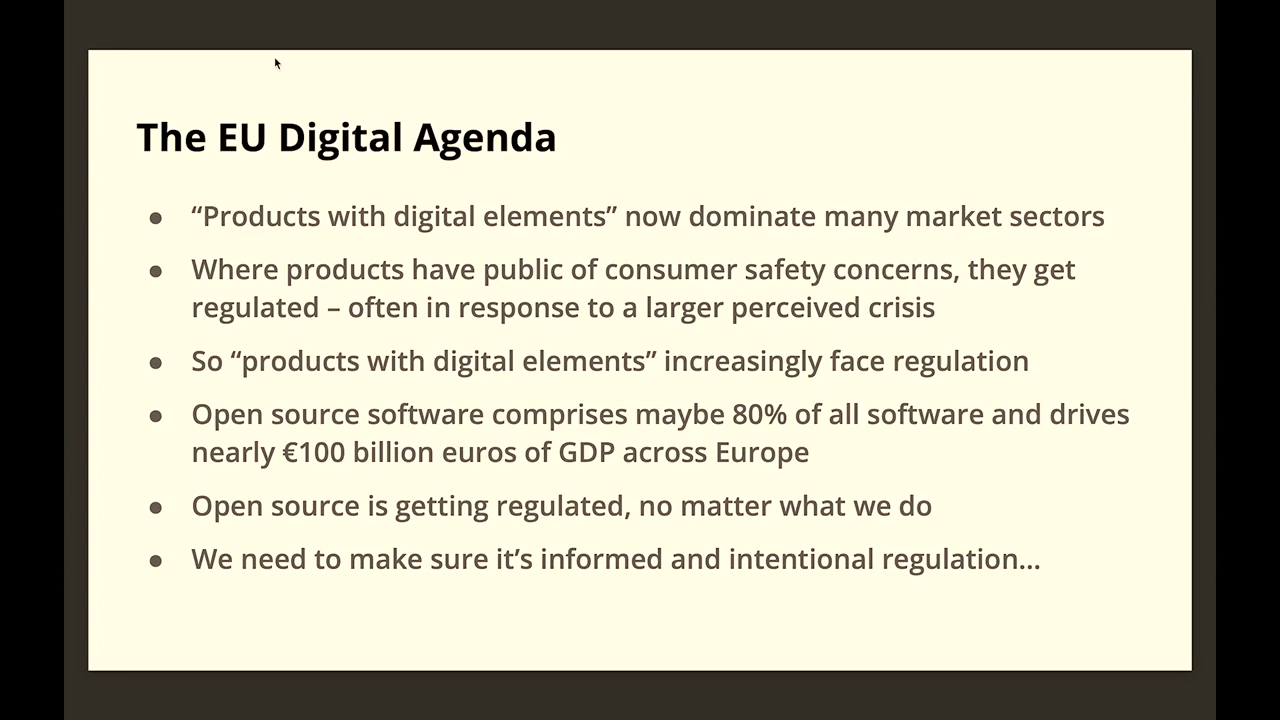 The EU Digital Agenda
● “Products with digital elements” now dominate many market sectors
● Where products have public of consumer safety concerns, they get
regulated – often in response to a larger perceived crisis
● So “products with digital elements” increasingly face regulation
● Open source software comprises maybe 80% of all software and drives
nearly €100 billion euros of GDP across Europe
● Open source is getting regulated, no matter what we do
● We need to make sure it’s informed and intentional regulation...